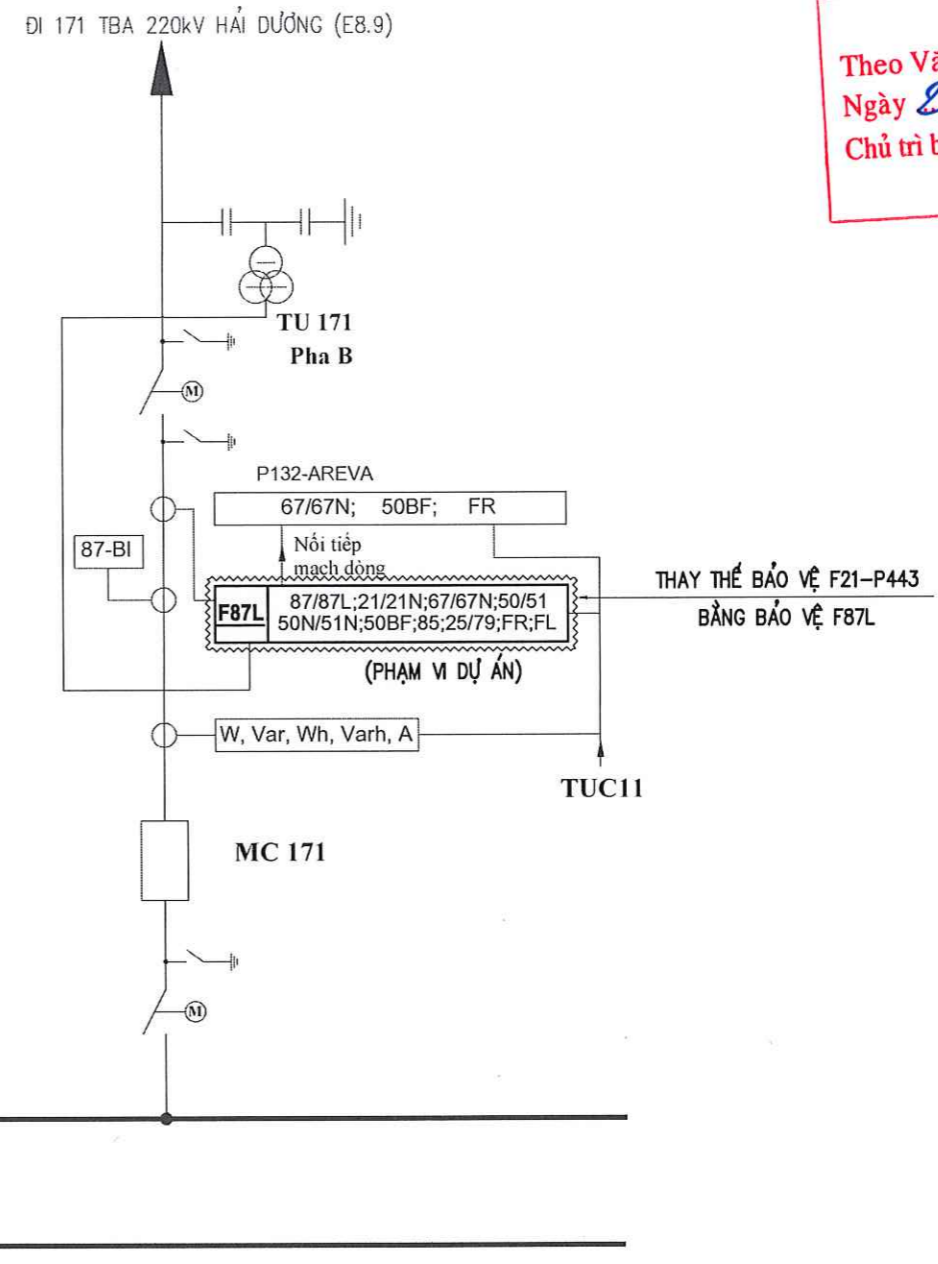 ĐI 171 TBA 220kV HẢI DƯƠNG (E8.9)
Theo Vă
Ngày
Chủ trì b
TU 171
Pha B
M
P132-AREVA
67/67N; 50BF; FR
87-BI
Nối tiếp
mạch dòng
F87L
87/87L;21/21N;67/67N;50/51
50N/51N;50BF;85;25/79;FR;FL
THAY THẾ BẢO VỆ F21-P443
BẰNG BẢO VỆ F87L
(PHẠM VI DỰ ÁN)
W, Var, Wh, Varh, A
TUC11
MC 171
M